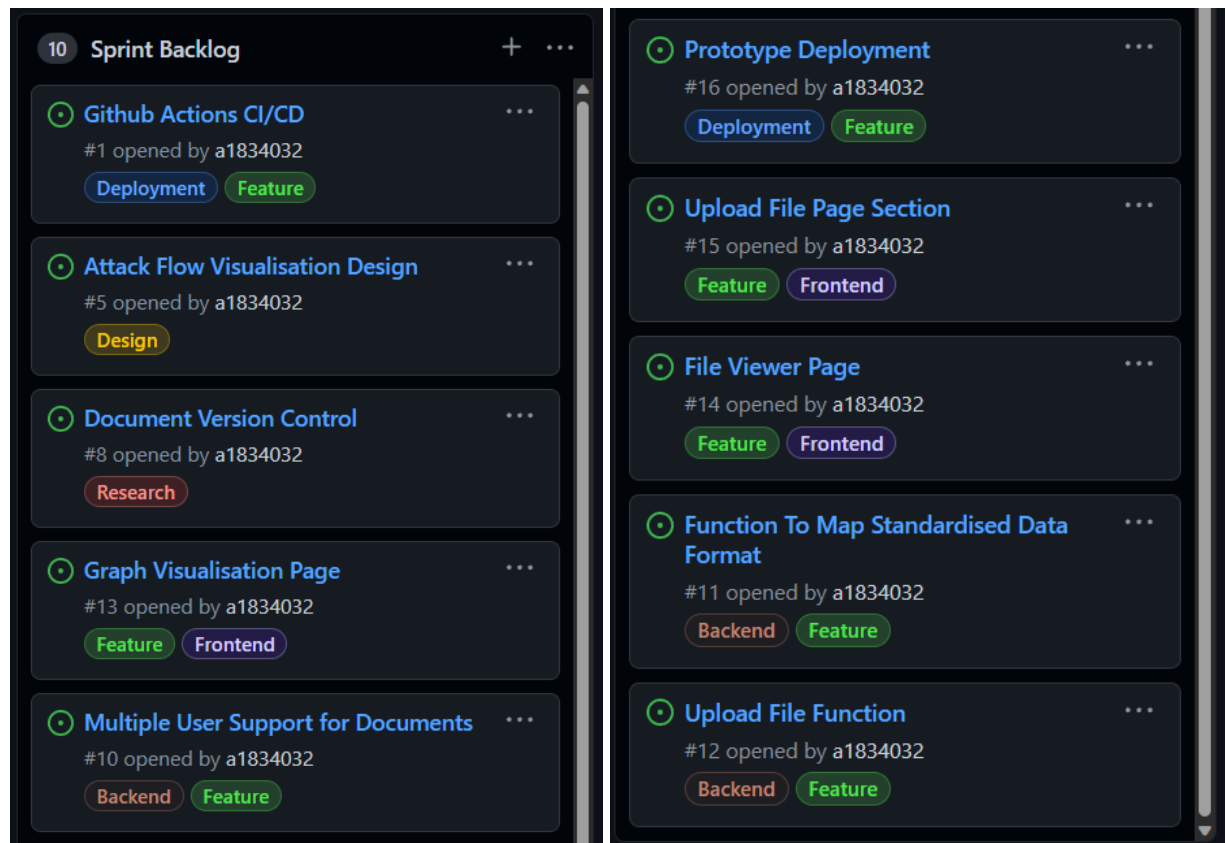 10 Sprint Backlog
Github Actions CI/CD
#1 opened by a1834032
Deployment Feature
Attack Flow Visualisation Design
#5 opened by a1834032
Design
Document Version Control
#8 opened by a1834032
Research
Graph Visualisation Page
#13 opened by a1834032
Feature Frontend
Multiple User Support for Documents
#10 opened by a1834032
Backend Feature
Prototype Deployment
#16 opened by a1834032
Deployment Feature
Upload File Page Section
#15 opened by a1834032
Feature Frontend
File Viewer Page
#14 opened by a1834032
Feature Frontend
Function To Map Standardised Data
Format
#11 opened by a1834032
Backend Feature
Upload File Function
#12 opened by a1834032
Backend Feature